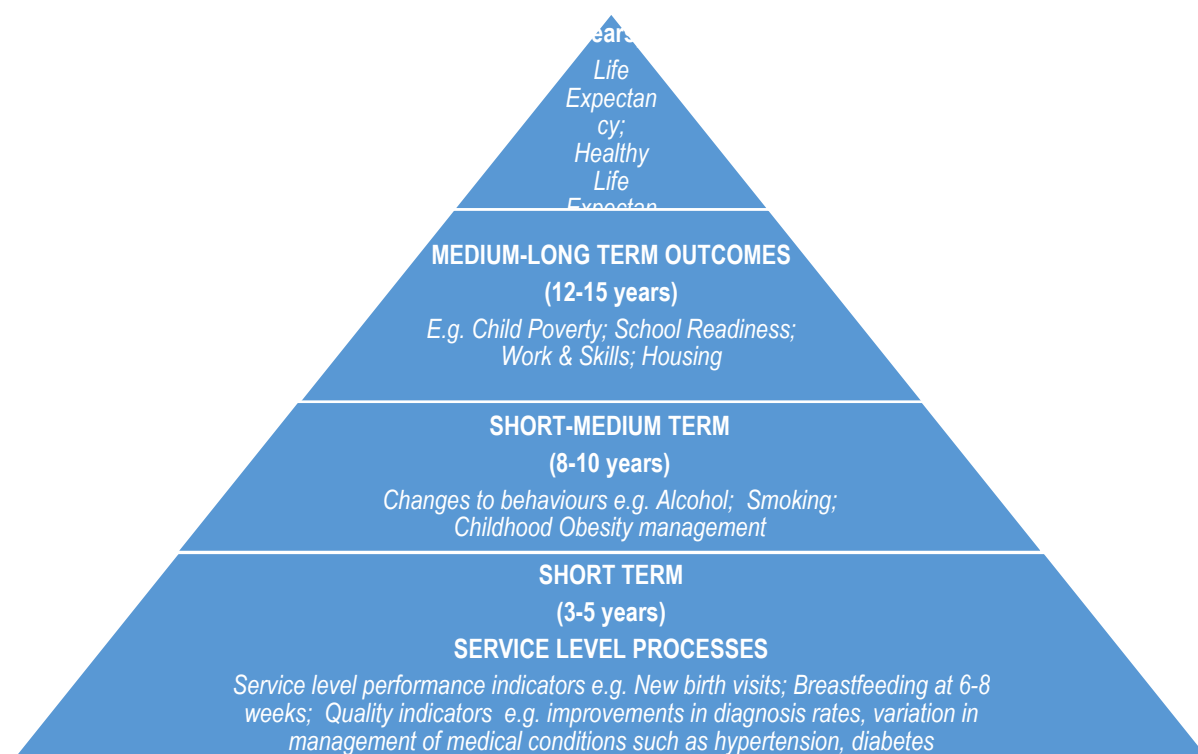 ears
Life
Expectan
cy;
Healthy
Life
Expectan
MEDIUM-LONG TERM OUTCOMES
(12-15 years)
E.g. Child Poverty; School Readiness;
Work & Skills; Housing
SHORT-MEDIUM TERM
(8-10 years)
Changes to behaviours e.g. Alcohol; Smoking;
Childhood Obesity management
SHORT TERM
(3-5 years)
SERVICE LEVEL PROCESSES
Service level performance indicators e.g. New birth visits; Breastfeeding at 6-8
weeks; Quality indicators e.g. improvements in diagnosis rates, variation in
management of medical conditions such as hypertension, diabetes